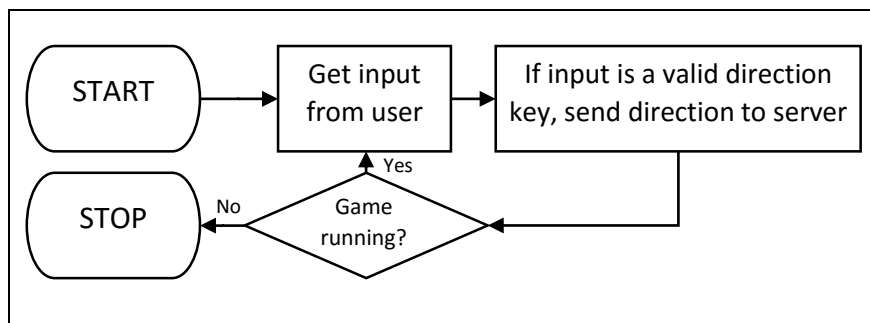 START
Get input
from user
If input is a valid direction
key, send direction to server
Yes
STOP
No
Game
running?